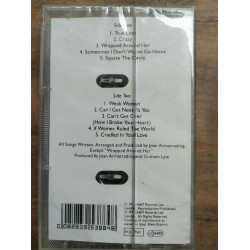 Side One
1. True Love
2. Crazy
3. Wrapped Around Her
4. Sometimes I Don't Wanna Go Home
5. Square The Circle
Side Two
1. Weak Woman
2. Can I Get Next To You
3. Can't Get Over
(How I Broke Your Heart)
4. If Women Ruled The World
5. Cradled In Your Love
All Songs Written, Arranged and Produced by Joan Armatrading.
Except "Wrapped Around Her"
Produced by Joan Armatrading and Graham Lyle